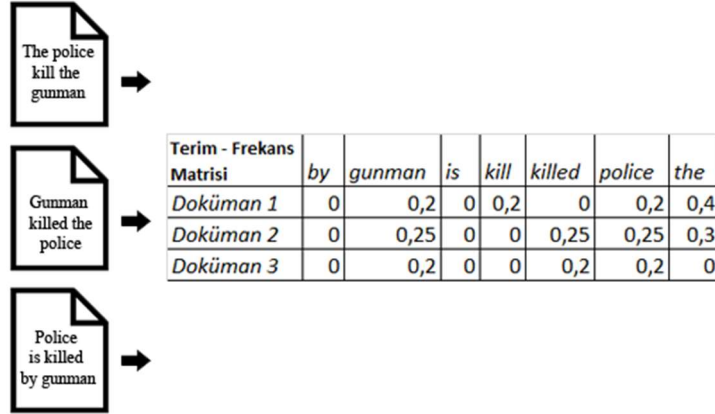 The police
kill the
gunman
Gunman
killed the
police
Police
is killed
by gunman
Terim - Frekans
Matrisi by gunman is kill killed police the
Doküman 1 0 0,2 0 0,2 0 0,2 0,4
Doküman 2 0 0,25 0 0 0,25 0,25 0,3
Doküman 3 0 0,2 0 0 0,2 0,2 0